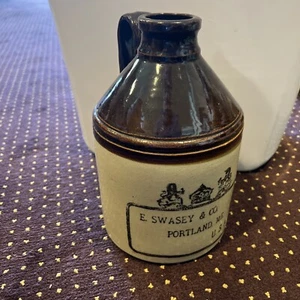 E. SWASEY & CO.
PORTLAND, ME.
U.